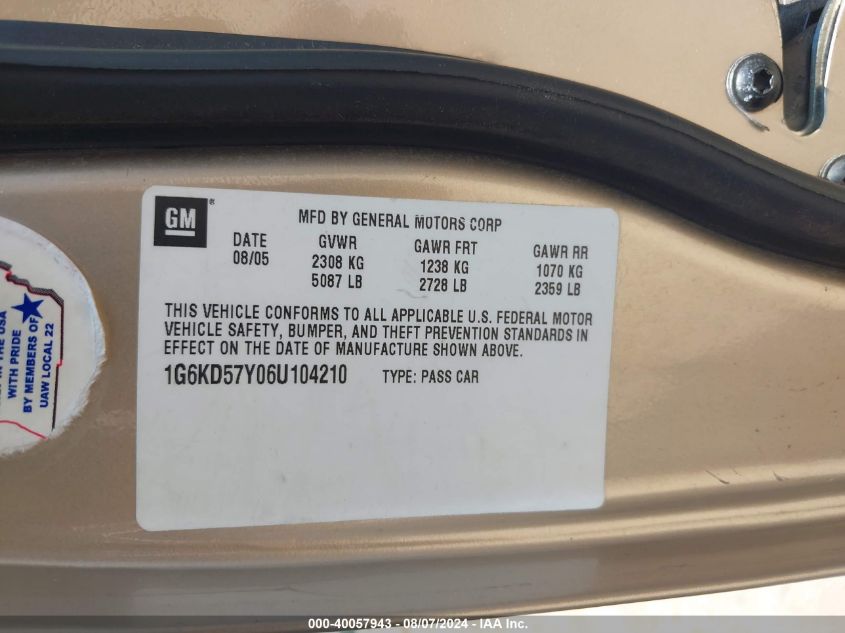 GM®
MFD BY GENERAL MOTORS CORP
DATE GVWR GAWR FRT GAWR RR
08/05 2308 KG 1238 KG 1070 KG
5087 LB 2728 LB 2359 LB
THIS VEHICLE CONFORMS TO ALL APPLICABLE U.S. FEDERAL MOTOR
VEHICLE SAFETY, BUMPER, AND THEFT PREVENTION STANDARDS IN
EFFECT ON THE DATE OF MANUFACTURE SHOWN ABOVE.
1G6KD57Y06U104210 TYPE: PASS CAR
IN THE USA
WITH PRIDE
BY MEMBERS OF
UAW LOCAL 22
000-40057943 - 08/07/2024 - IAA Inc.